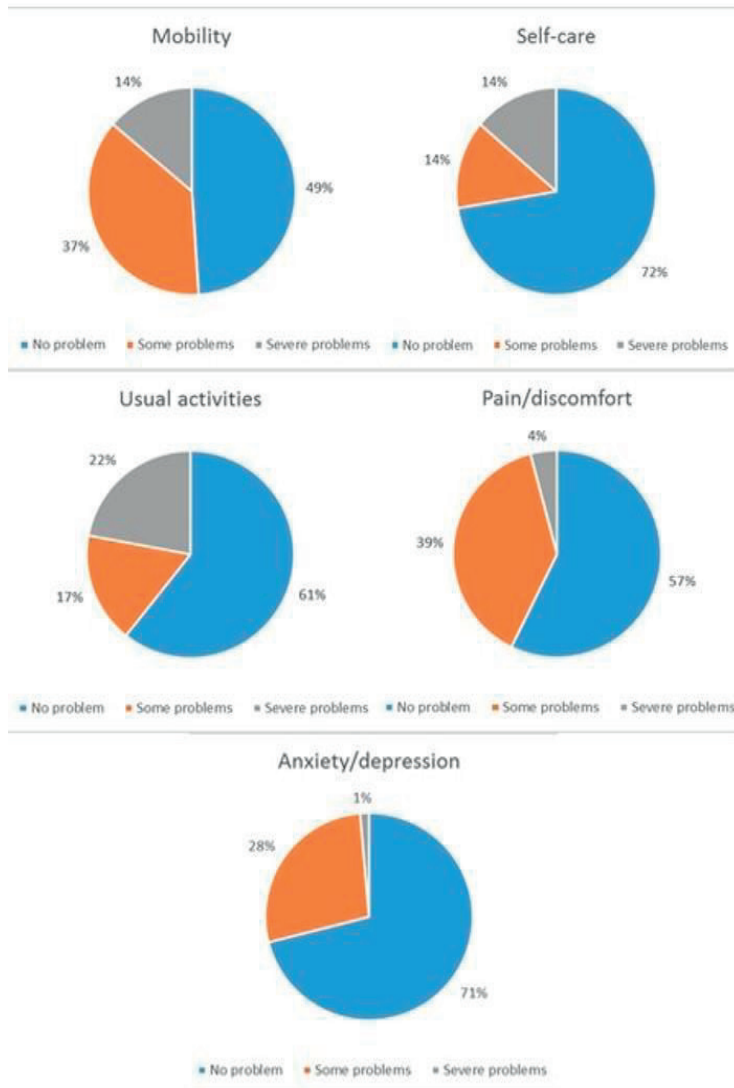 Mobility
14%
49%
37%
No problem Some problems Severe problems
Self-care
14%
14%
72%
No problem Some problems Severe problems
Usual activities
22%
17%
61%
No problem Some problems Severe problems
Pain/discomfort
4%
39%
57%
No problem Some problems Severe problems
Anxiety/depression
1%
28%
71%
No problem Some problems Severe problems